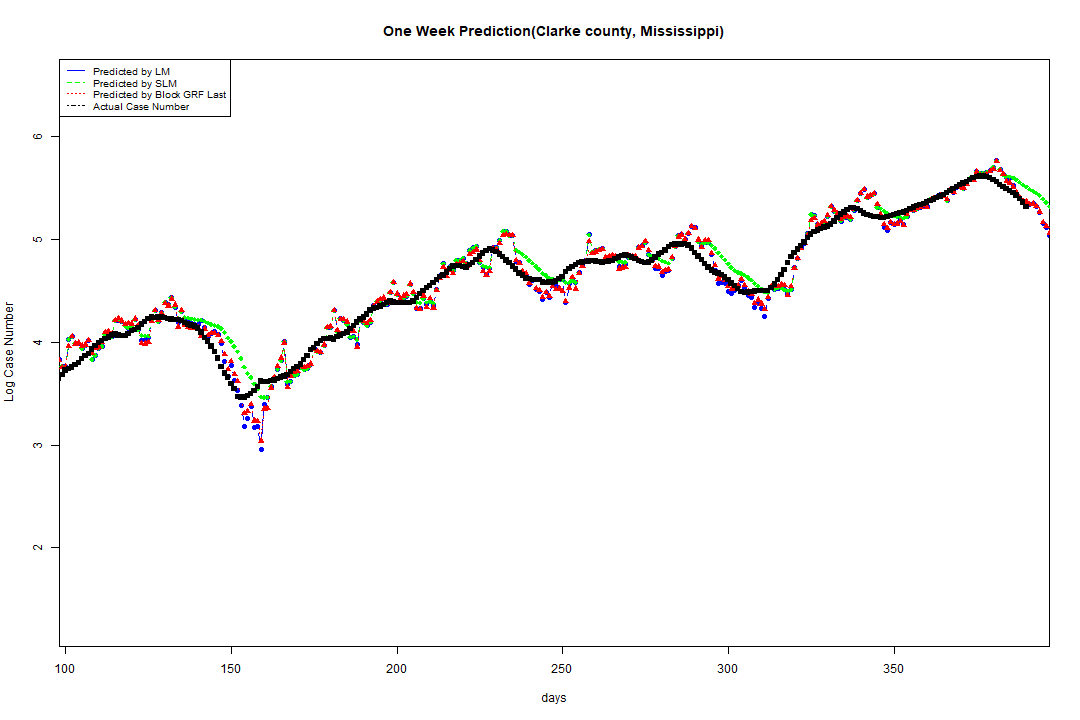 One Week Prediction(Clarke county, Mississippi)
Predicted by LM
Predicted by SLM
Predicted by Block GRF Last
Actual Case Number
6
5
4
3
2
Log Case Number
100 150 200 250 300 350
days